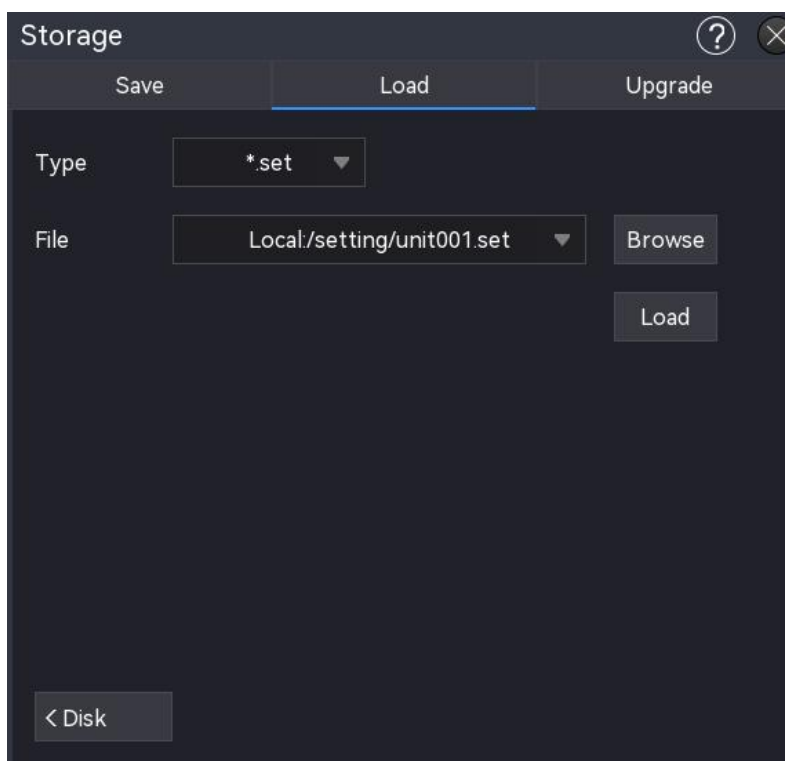 Storage ?
Save Load Upgrade
Type *.set
File Local:/setting/unit001.set Browse
Load
< Disk